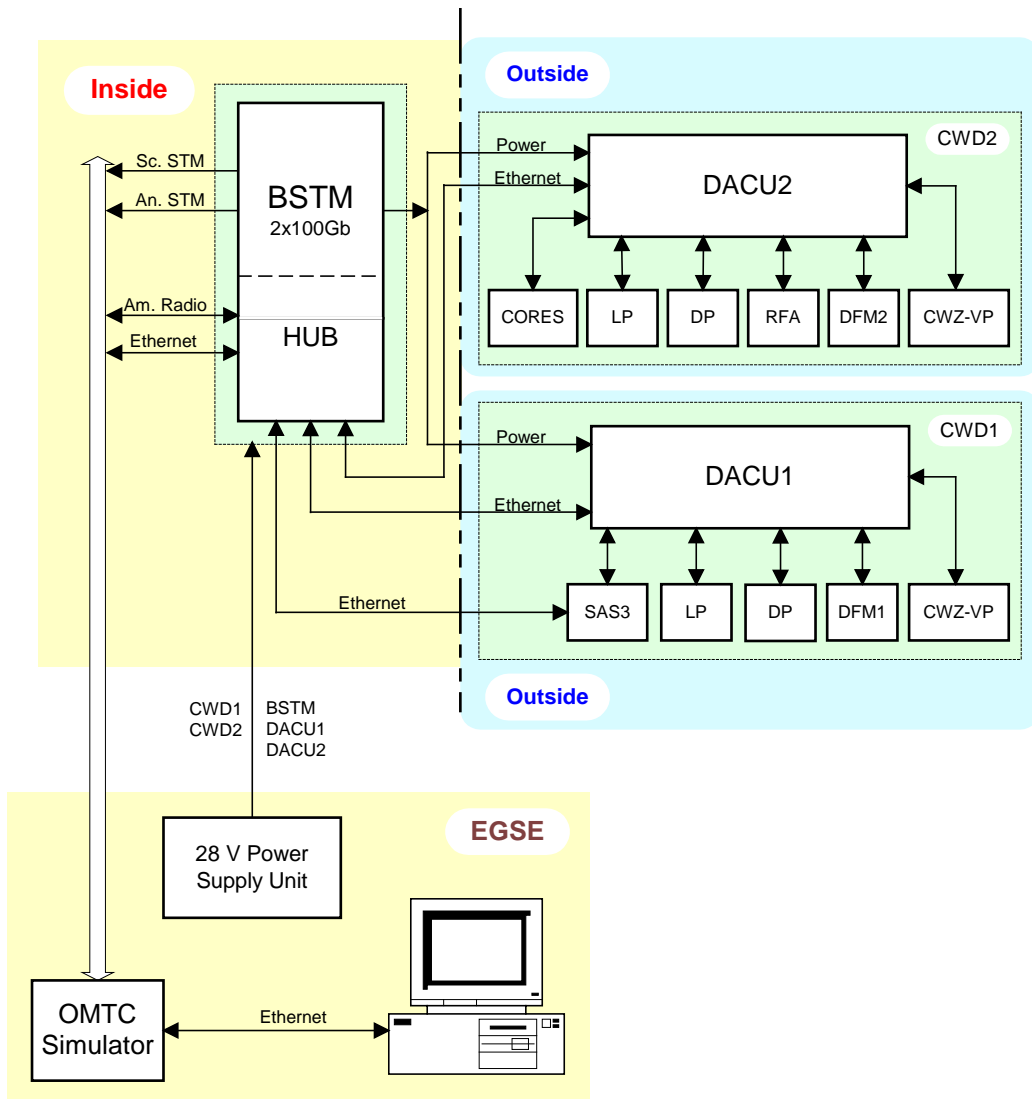 Inside
Outside
Sc. STM
An. STM
Am. Radio
Ethernet
BSTM
2x100Gb
HUB
Power
Ethernet
CWD2
DACU2
CORES
LP
DP
RFA
DFM2
CWZ-VP
Power
Ethernet
Ethernet
CWD1
DACU1
SAS3
LP
DP
DFM1
CWZ-VP
Outside
CWD1
CWD2
BSTM
DACU1
DACU2
EGSE
28 V Power
Supply Unit
OMTC
Simulator
Ethernet